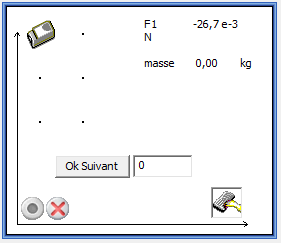 F1 -26,7 e-3
N
masse 0,00 kg
Ok Suivant 0